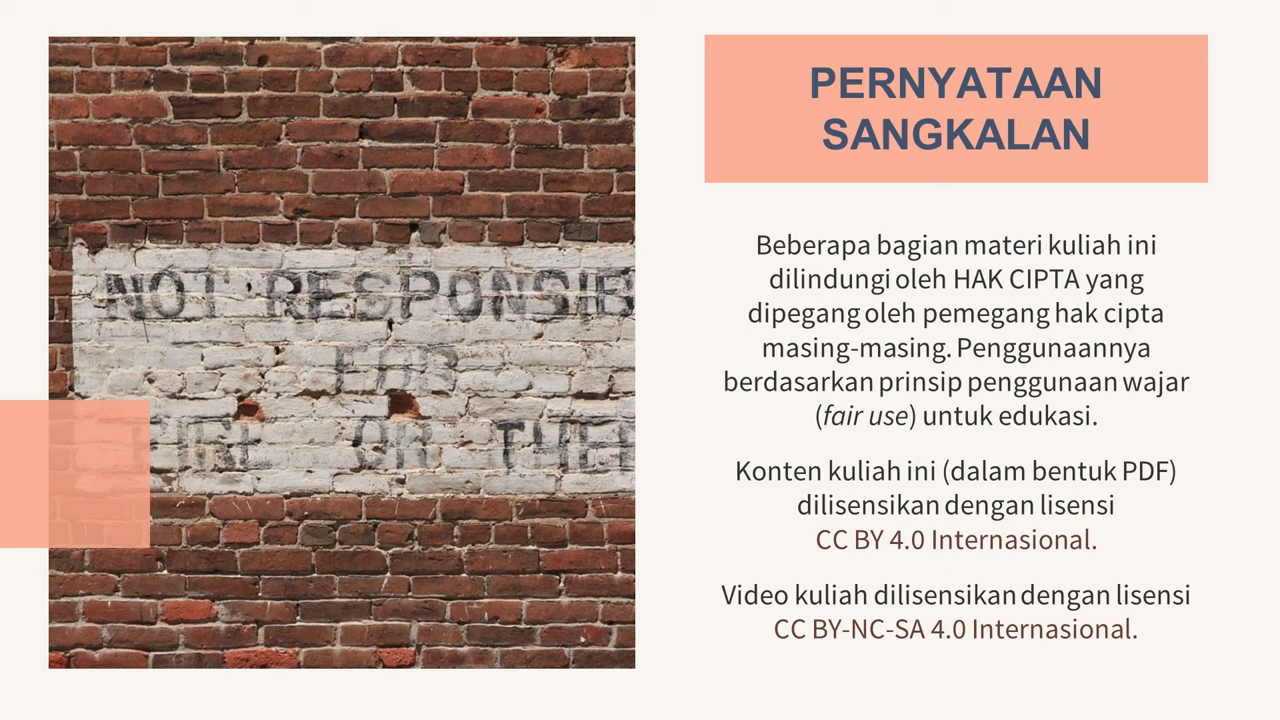 NOT RESPONSIB
FOR
OR THEI
PERNYATAAN
SANGKALAN
Beberapa bagian materi kuliah ini
dilindungi oleh HAK CIPTA yang
dipegang oleh pemegang hak cipta
masing-masing. Penggunaannya
berdasarkan prinsip penggunaan wajar
(fair use) untuk edukasi.
Konten kuliah ini (dalam bentuk PDF)
dilisensikan dengan lisensi
CC BY 4.0 Internasional.
Video kuliah dilisensikan dengan lisensi
CC BY-NC-SA 4.0 Internasional.